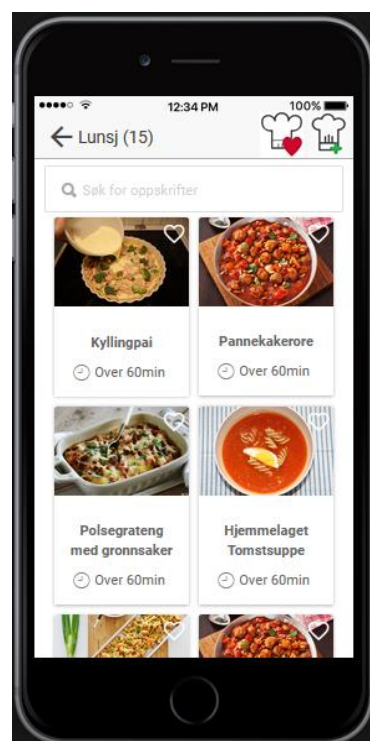 12:34 PM
100%
Lunsj (15)
Søk for oppskrifter
Kyllingpai
Over 60min
Pannekakerore
Over 60min
Polsegrateng
med gronnsaker
Over 60min
Hjemmelaget
Tomstsuppe
Over 60min